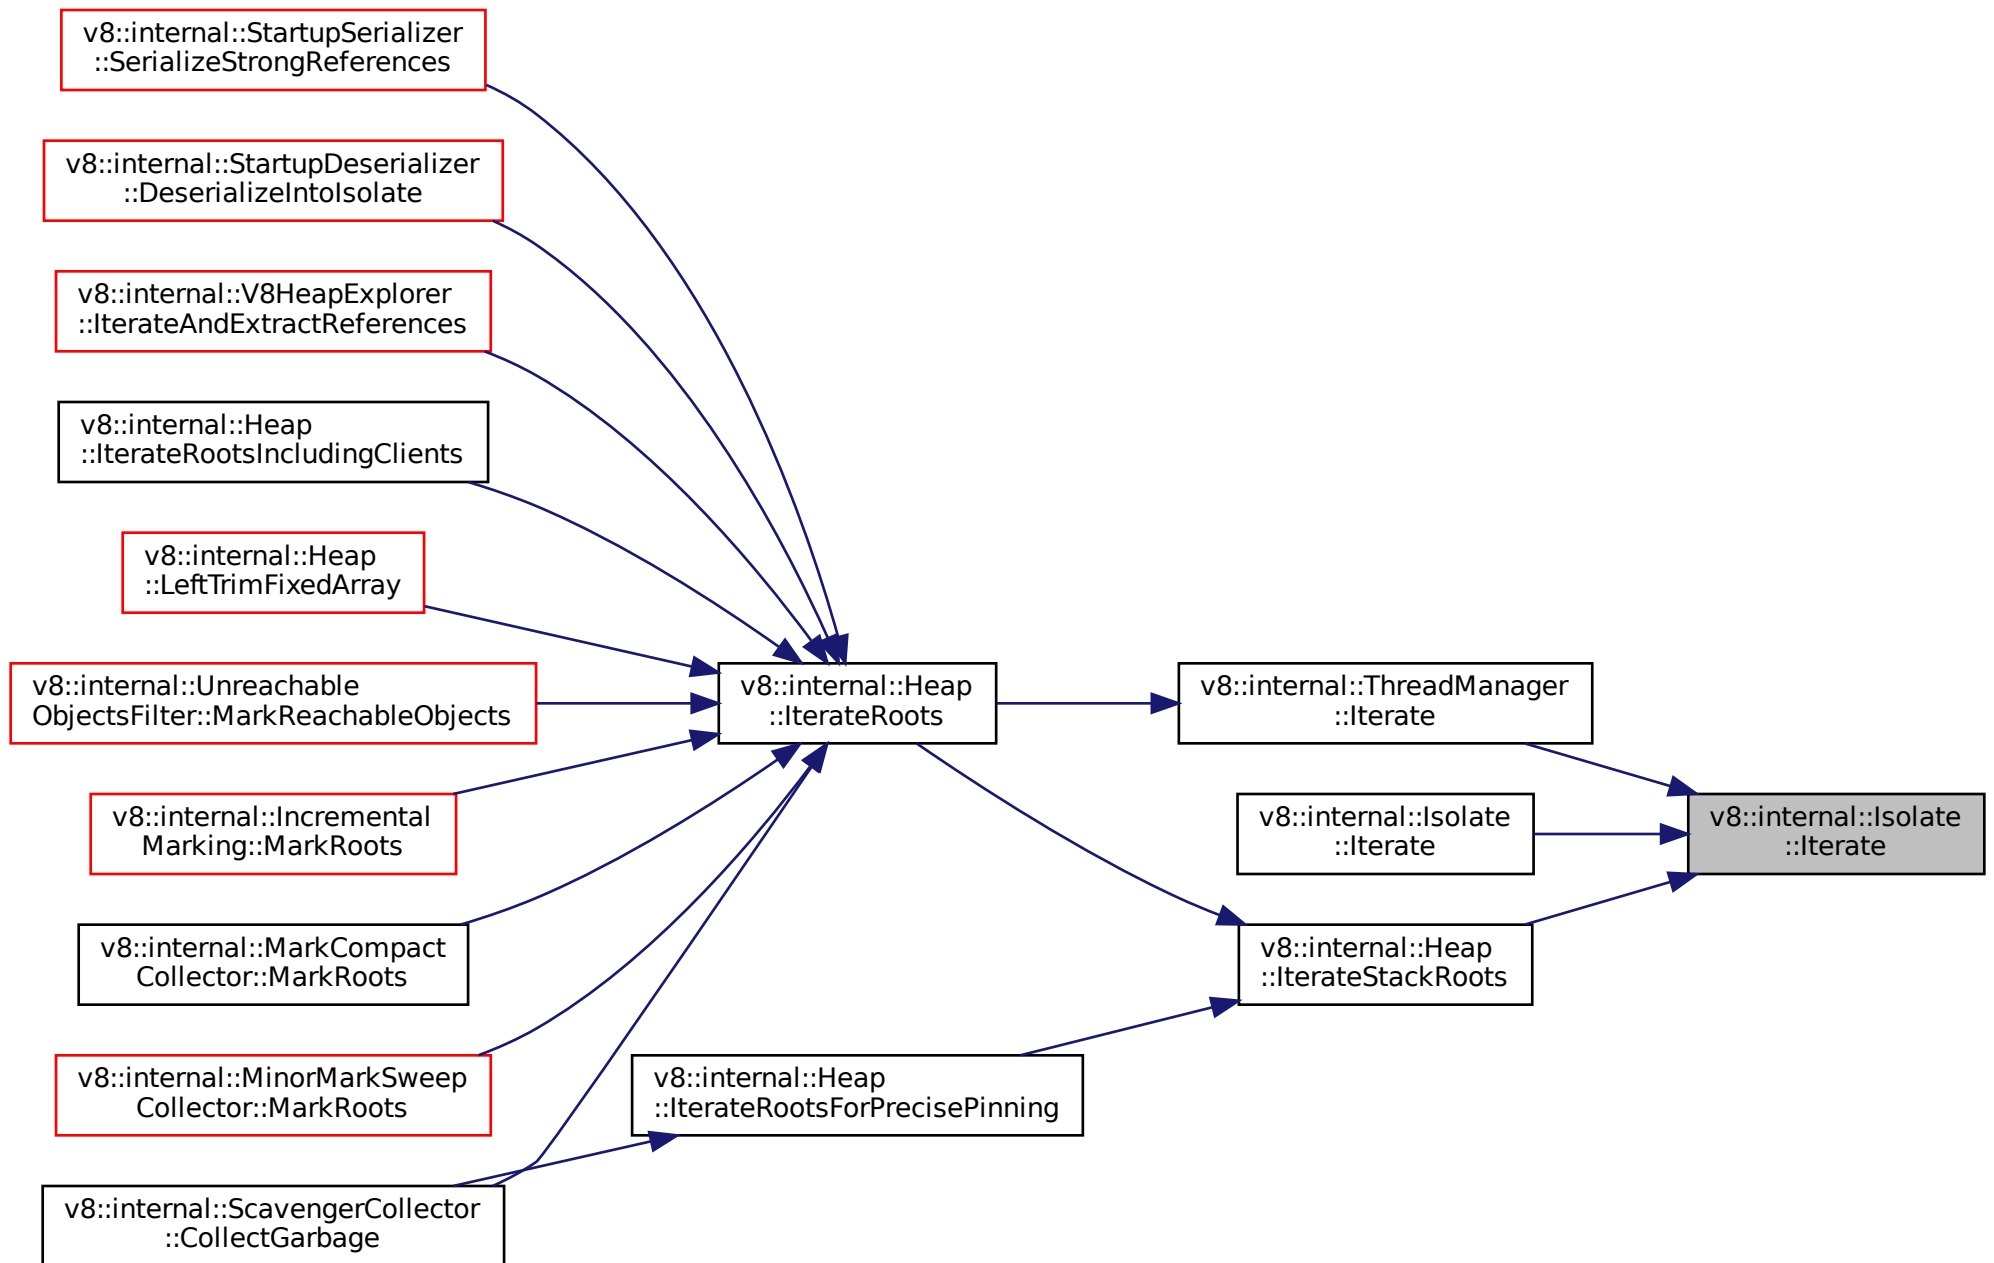 v8::internal::StartupSerializer
::SerializeStrongReferences
v8::internal::StartupDeserializer
::DeserializeIntoIsolate
v8::internal::V8HeapExplorer
::IterateAndExtractReferences
v8::internal::Heap
::IterateRootsIncludingClients
v8::internal::Heap
::LeftTrimFixedArray
v8::internal::Unreachable
ObjectsFilter::MarkReachableObjects
v8::internal::Incremental
Marking::MarkRoots
v8::internal::MarkCompact
Collector::MarkRoots
v8::internal::MinorMarkSweep
Collector::MarkRoots
v8::internal::ScavengerCollector
::CollectGarbage
v8::internal::Heap
::IterateRoots
v8::internal::Heap
::IterateRootsForPrecisePinning
v8::internal::ThreadManager
::Iterate
v8::internal::Isolate
::Iterate
v8::internal::Heap
::IterateStackRoots
v8::internal::Isolate
::Iterate